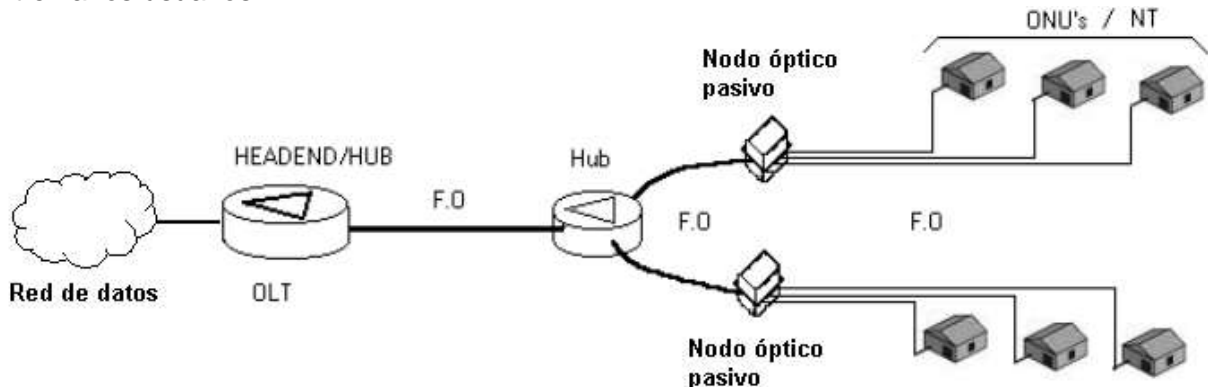 ONU's / NT
Nodo óptico
pasivo
HEADEND/HUB
Hub
F.O
F.O
F.O
Red de datos
OLT
Nodo óptico
pasivo